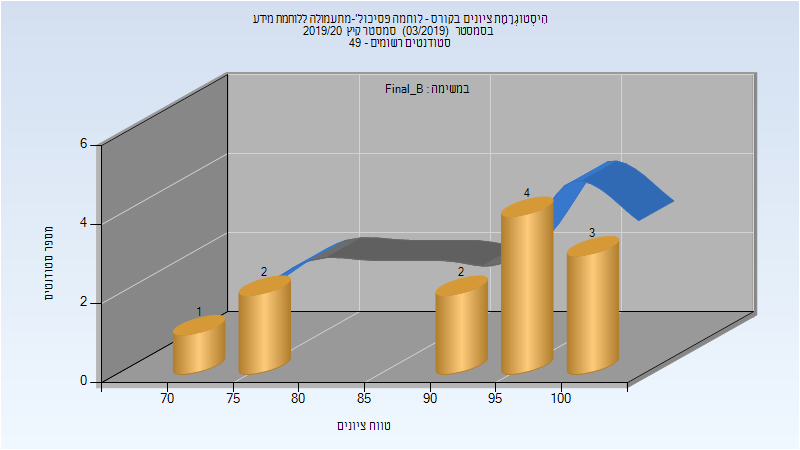 היסטוגרמת ציונים בקורס - לוחמה פסיכול'-מתעמולה ללוחמת מידע
בסמסטר (03/2019) סמסטר קיץ 2019/20
סטודנטים רשומים - 49
במשימה : Final_B
מספר סטודנטים
6
4
2
0
1
2
2
4
3
70
75
80
85
90
95
100
טווח ציונים